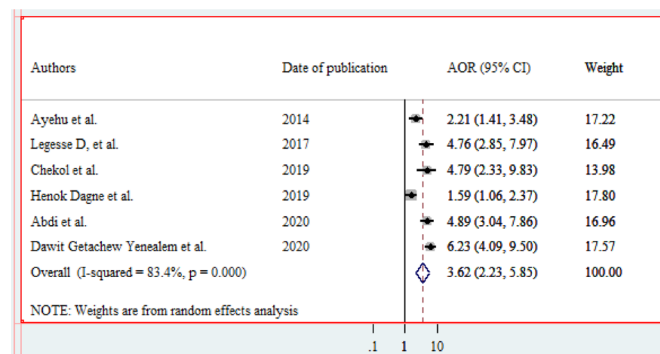 Authors Date of publication AOR (95% CI) Weight
Ayehu et al. 2014 2.21 (1.41, 3.48) 17.22
Legesse D, et al. 2017 4.76 (2.85, 7.97) 16.49
Chekol et al. 2019 4.79 (2.33, 9.83) 13.98
Henok Dagne et al. 2019 1.59 (1.06, 2.37) 17.80
Abdi et al. 2020 4.89 (3.04, 7.86) 16.96
Dawit Getachew Yenealem et al. 2020 6.23 (4.09, 9.50) 17.57
Overall (I-squared = 83.4%, p = 0.000) 3.62 (2.23, 5.85) 100.00
NOTE: Weights are from random effects analysis
.1 1 10